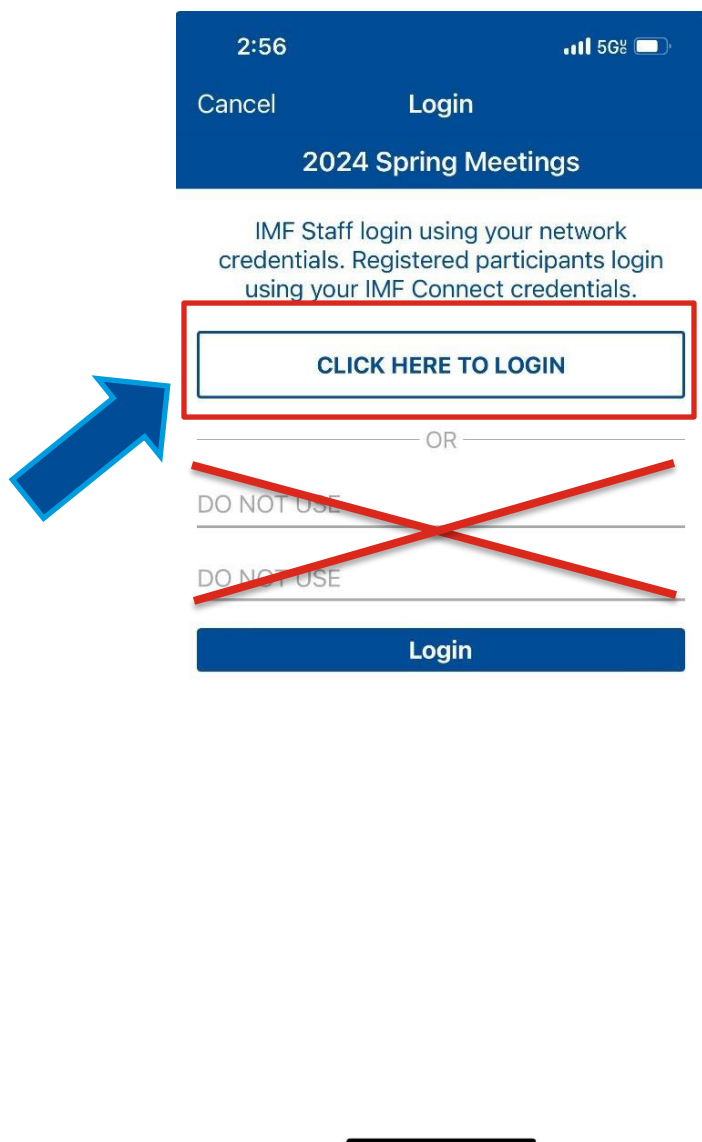 2:56 5G
Cancel Login
2024 Spring Meetings
IMF Staff login using your network
credentials. Registered participants login
using your IMF Connect credentials.
CLICK HERE TO LOGIN
OR
DO NOT USE
DO NOT USE
Login